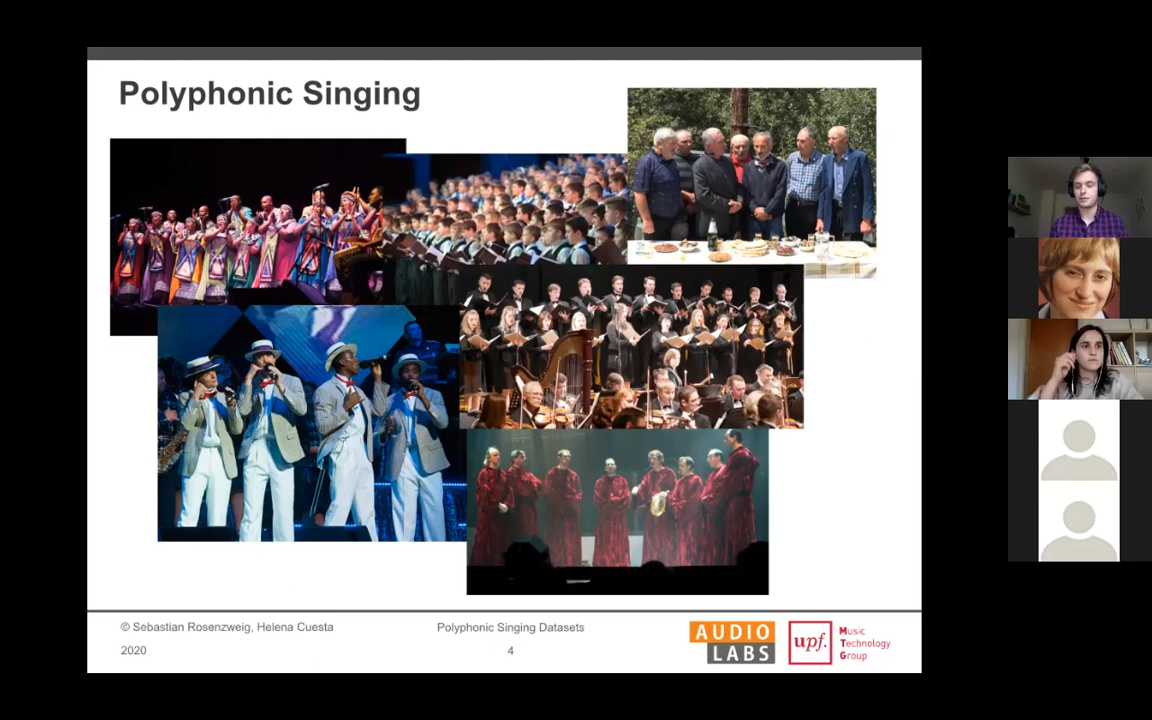 Polyphonic Singing
© Sebastian Rosenzweig, Helena Cuesta
Polyphonic Singing Datasets
2020
4
AUDIO
LABS
upf.
Music
Technology
Group